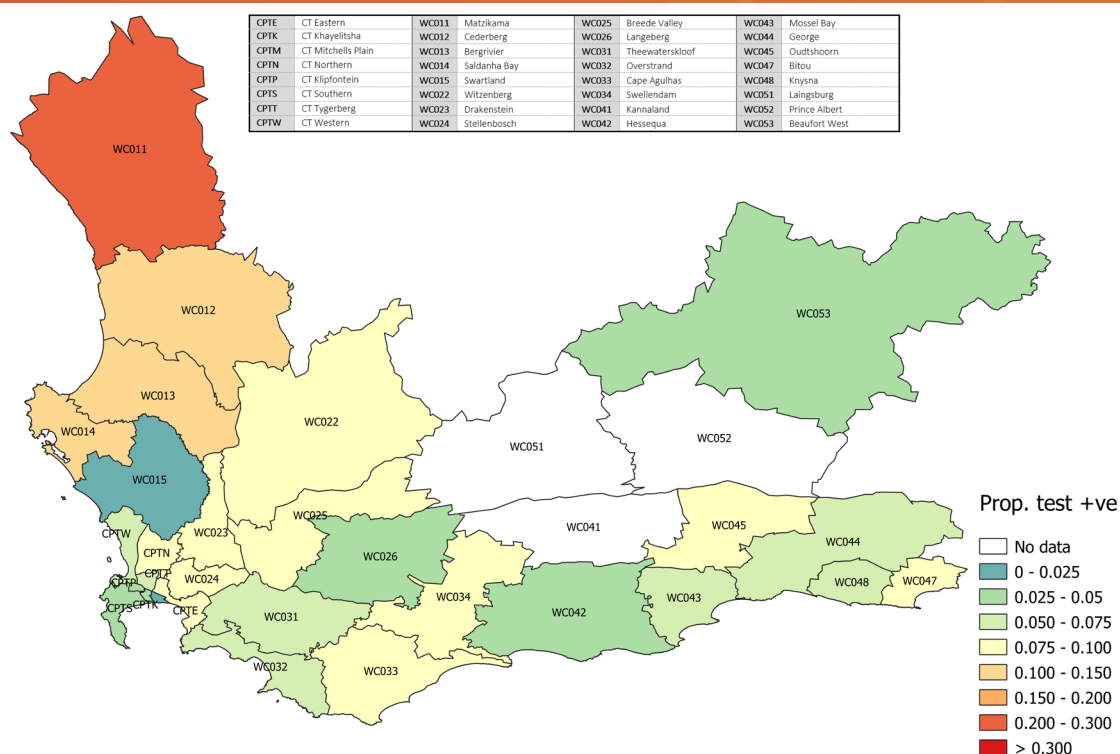 CPTE CT Eastern WC011 Matzikama WC025 Breede Valley WC043 Mossel Bay
CPTK CT Khayelitsha WC012 Cederberg WC026 Langeberg WC044 George
CPTM CT Mitchells Plain WC013 Bergrivier WC031 Theewaterskloof WC045 Oudtshoorn
CPTN CT Northern WC014 Saldanha Bay WC032 Overstrand WC047 Bitou
CPTP CT Klipfontein WC015 Swartland WC033 Cape Agulhas WC048 Knysna
CPTS CT Southern WC022 Witzenberg WC034 Swellendam WC051 Laingsburg
CPTT CT Tygerberg WC023 Drakenstein WC041 Kannaland WC052 Prince Albert
CPTW CT Western WC024 Stellenbosch WC042 Hessequa WC053 Beaufort West
WC011
WC012
WC053
WC013
WC014
WC022
WC051
WC052
WC015
WC025
WC041
WC045
CPTW
WC023
CPTN
WC026
WC044
CPTT
CPTP
WC024
WC048
WC047
WC034
WC043
CPTS
CPTK
CPTE
WC031
WC042
WC032
WC033
Prop. test +ve
No data
0 - 0.025
0.025 - 0.05
0.050 - 0.075
0.075 - 0.100
0.100 - 0.150
0.150 - 0.200
0.200 - 0.300
> 0.300